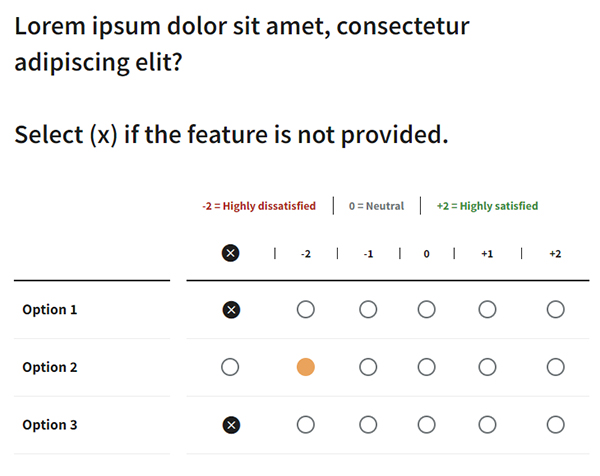 Lorem ipsum dolor sit amet, consectetur
adipiscing elit?
Select (x) if the feature is not provided.
-2 = Highly dissatisfied | 0 = Neutral | +2 = Highly satisfied
| -2 | -1 | 0 | +1 | +2
Option 1
Option 2
Option 3